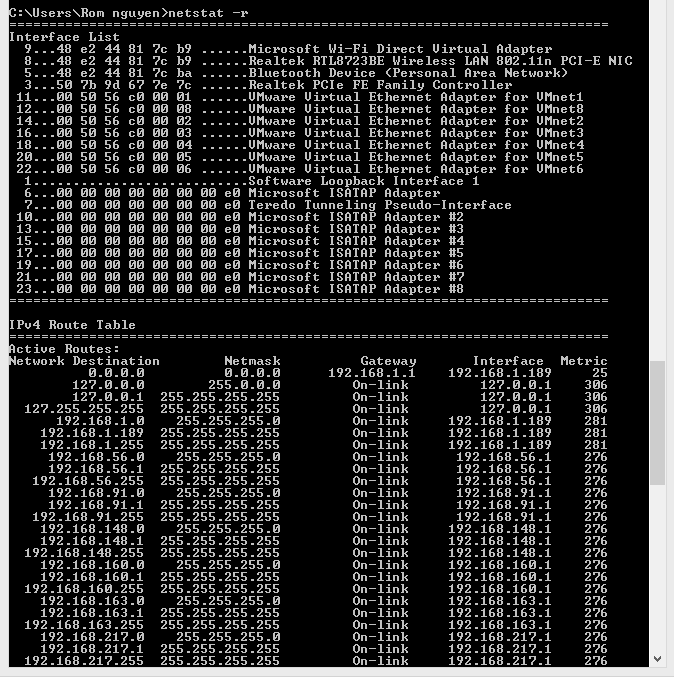 C:\Users\Rom nguyen>netstat -r
===========================================================================
Interface List
  9...48 e2 44 81 7c b9 ......Microsoft Wi-Fi Direct Virtual Adapter
  8...48 e2 44 81 7c b9 ......Realtek RTL8723BE Wireless LAN 802.11n PCI-E NIC
  5...48 e2 44 81 7c ba ......Bluetooth Device (Personal Area Network)
  3...50 7b 9d 67 7e 7c ......Realtek PCIe FE Family Controller
 11...00 50 56 c0 00 01 ......VMware Virtual Ethernet Adapter for VMnet1
 12...00 50 56 c0 00 08 ......VMware Virtual Ethernet Adapter for VMnet8
 14...00 50 56 c0 00 02 ......VMware Virtual Ethernet Adapter for VMnet2
 16...00 50 56 c0 00 03 ......VMware Virtual Ethernet Adapter for VMnet3
 18...00 50 56 c0 00 04 ......VMware Virtual Ethernet Adapter for VMnet4
 20...00 50 56 c0 00 05 ......VMware Virtual Ethernet Adapter for VMnet5
 22...00 50 56 c0 00 06 ......VMware Virtual Ethernet Adapter for VMnet6
  1...........................Software Loopback Interface 1
  6...00 00 00 00 00 00 00 e0 Microsoft ISATAP Adapter
  7...00 00 00 00 00 00 00 e0 Teredo Tunneling Pseudo-Interface
 10...00 00 00 00 00 00 00 e0 Microsoft ISATAP Adapter #2
 13...00 00 00 00 00 00 00 e0 Microsoft ISATAP Adapter #3
 15...00 00 00 00 00 00 00 e0 Microsoft ISATAP Adapter #4
 17...00 00 00 00 00 00 00 e0 Microsoft ISATAP Adapter #5
 19...00 00 00 00 00 00 00 e0 Microsoft ISATAP Adapter #6
 21...00 00 00 00 00 00 00 e0 Microsoft ISATAP Adapter #7
 23...00 00 00 00 00 00 00 e0 Microsoft ISATAP Adapter #8
===========================================================================
IPv4 Route Table
===========================================================================
Active Routes:
Network Destination        Netmask          Gateway       Interface  Metric
          0.0.0.0          0.0.0.0      192.168.1.1    192.168.1.189     25
        127.0.0.0        255.0.0.0         On-link         127.0.0.1    306
        127.0.0.1  255.255.255.255         On-link         127.0.0.1    306
  127.255.255.255  255.255.255.255         On-link         127.0.0.1    306
      192.168.1.0    255.255.255.0         On-link     192.168.1.189    281
    192.168.1.189  255.255.255.255         On-link     192.168.1.189    281
    192.168.1.255  255.255.255.255         On-link     192.168.1.189    281
     192.168.56.0    255.255.255.0         On-link      192.168.56.1    276
     192.168.56.1  255.255.255.255         On-link      192.168.56.1    276
   192.168.56.255  255.255.255.255         On-link      192.168.56.1    276
     192.168.91.0    255.255.255.0         On-link      192.168.91.1    276
     192.168.91.1  255.255.255.255         On-link      192.168.91.1    276
   192.168.91.255  255.255.255.255         On-link      192.168.91.1    276
    192.168.148.0    255.255.255.0         On-link     192.168.148.1    276
    192.168.148.1  255.255.255.255         On-link     192.168.148.1    276
  192.168.148.255  255.255.255.255         On-link     192.168.148.1    276
    192.168.160.0    255.255.255.0         On-link     192.168.160.1    276
    192.168.160.1  255.255.255.255         On-link     192.168.160.1    276
  192.168.160.255  255.255.255.255         On-link     192.168.160.1    276
    192.168.163.0    255.255.255.0         On-link     192.168.163.1    276
    192.168.163.1  255.255.255.255         On-link     192.168.163.1    276
  192.168.163.255  255.255.255.255         On-link     192.168.163.1    276
    192.168.217.0    255.255.255.0         On-link     192.168.217.1    276
    192.168.217.1  255.255.255.255         On-link     192.168.217.1    276
  192.168.217.255  255.255.255.255         On-link     192.168.217.1    276